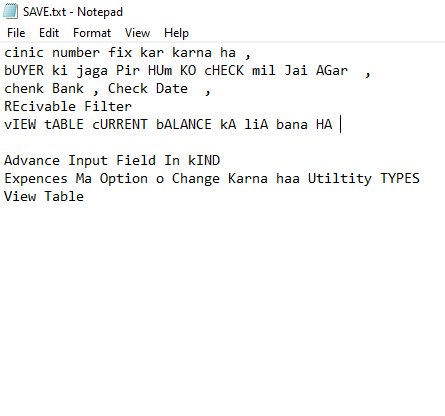 SAVE.txt - Notepad
File Edit Format View Help
cinic number fix kar karna ha ,
bUYER ki jaga Pir HUm KO cHECK mil Jai AGar  ,
chenk Bank , Check Date  ,
REcivable Filter
vIEW tABLE cURRENT bALANCE kA liA bana HA
Advance Input Field In kIND
Expences Ma Option o Change Karna haa Utiltity TYPES
View Table